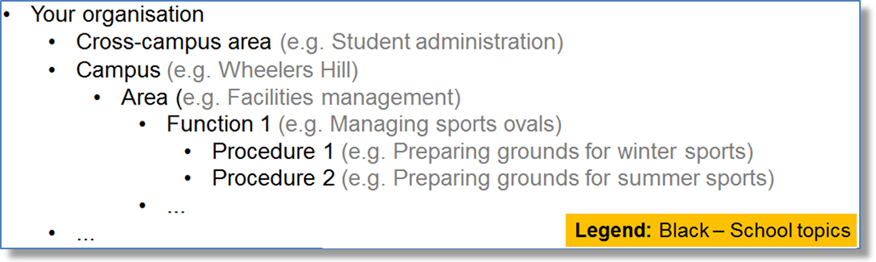 • Your organisation
• Cross-campus area (e.g. Student administration)
• Campus (e.g. Wheelers Hill)
• Area (e.g. Facilities management)
• Function 1 (e.g. Managing sports ovals)
• Procedure 1 (e.g. Preparing grounds for winter sports)
• Procedure 2 (e.g. Preparing grounds for summer sports)
• ...
• ...
Legend: Black – School topics